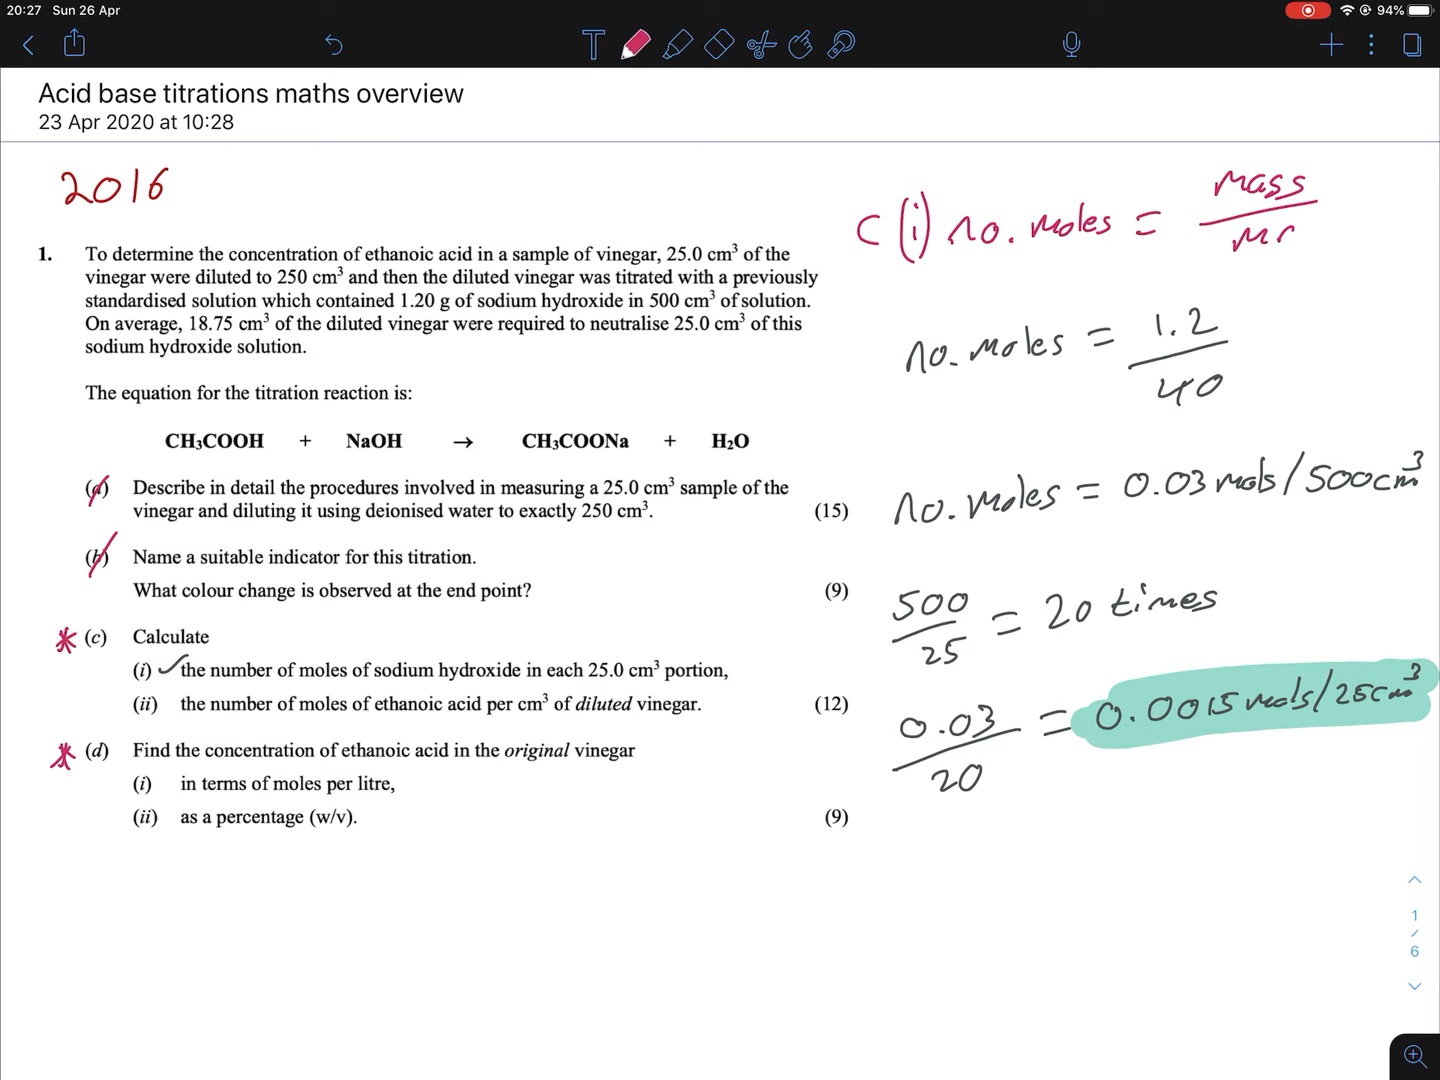 20:27 Sun 26 Apr
94%
Acid base titrations maths overview
23 Apr 2020 at 10:28
2016
1. To determine the concentration of ethanoic acid in a sample of vinegar, 25.0 cm³ of the
vinegar were diluted to 250 cm³ and then the diluted vinegar was titrated with a previously
standardised solution which contained 1.20 g of sodium hydroxide in 500 cm³ of solution.
On average, 18.75 cm³ of the diluted vinegar were required to neutralise 25.0 cm³ of this
sodium hydroxide solution.
The equation for the titration reaction is:
CH₃COOH + NaOH → CH₃COONa + H₂O
(a) Describe in detail the procedures involved in measuring a 25.0 cm³ sample of the
vinegar and diluting it using deionised water to exactly 250 cm³. (15)
(b) Name a suitable indicator for this titration.
What colour change is observed at the end point? (9)
* (c) Calculate
(i) ✓ the number of moles of sodium hydroxide in each 25.0 cm³ portion,
(ii) the number of moles of ethanoic acid per cm³ of diluted vinegar. (12)
* (d) Find the concentration of ethanoic acid in the original vinegar
(i) in terms of moles per litre,
(ii) as a percentage (w/v). (9)
c (i) no. moles = mass / Mr
no. moles = 1.2 / 40
no. moles = 0.03 mols/500cm³
500 / 25 = 20 times
0.03 / 20 = 0.0015 mols/25cm³
1
/
6